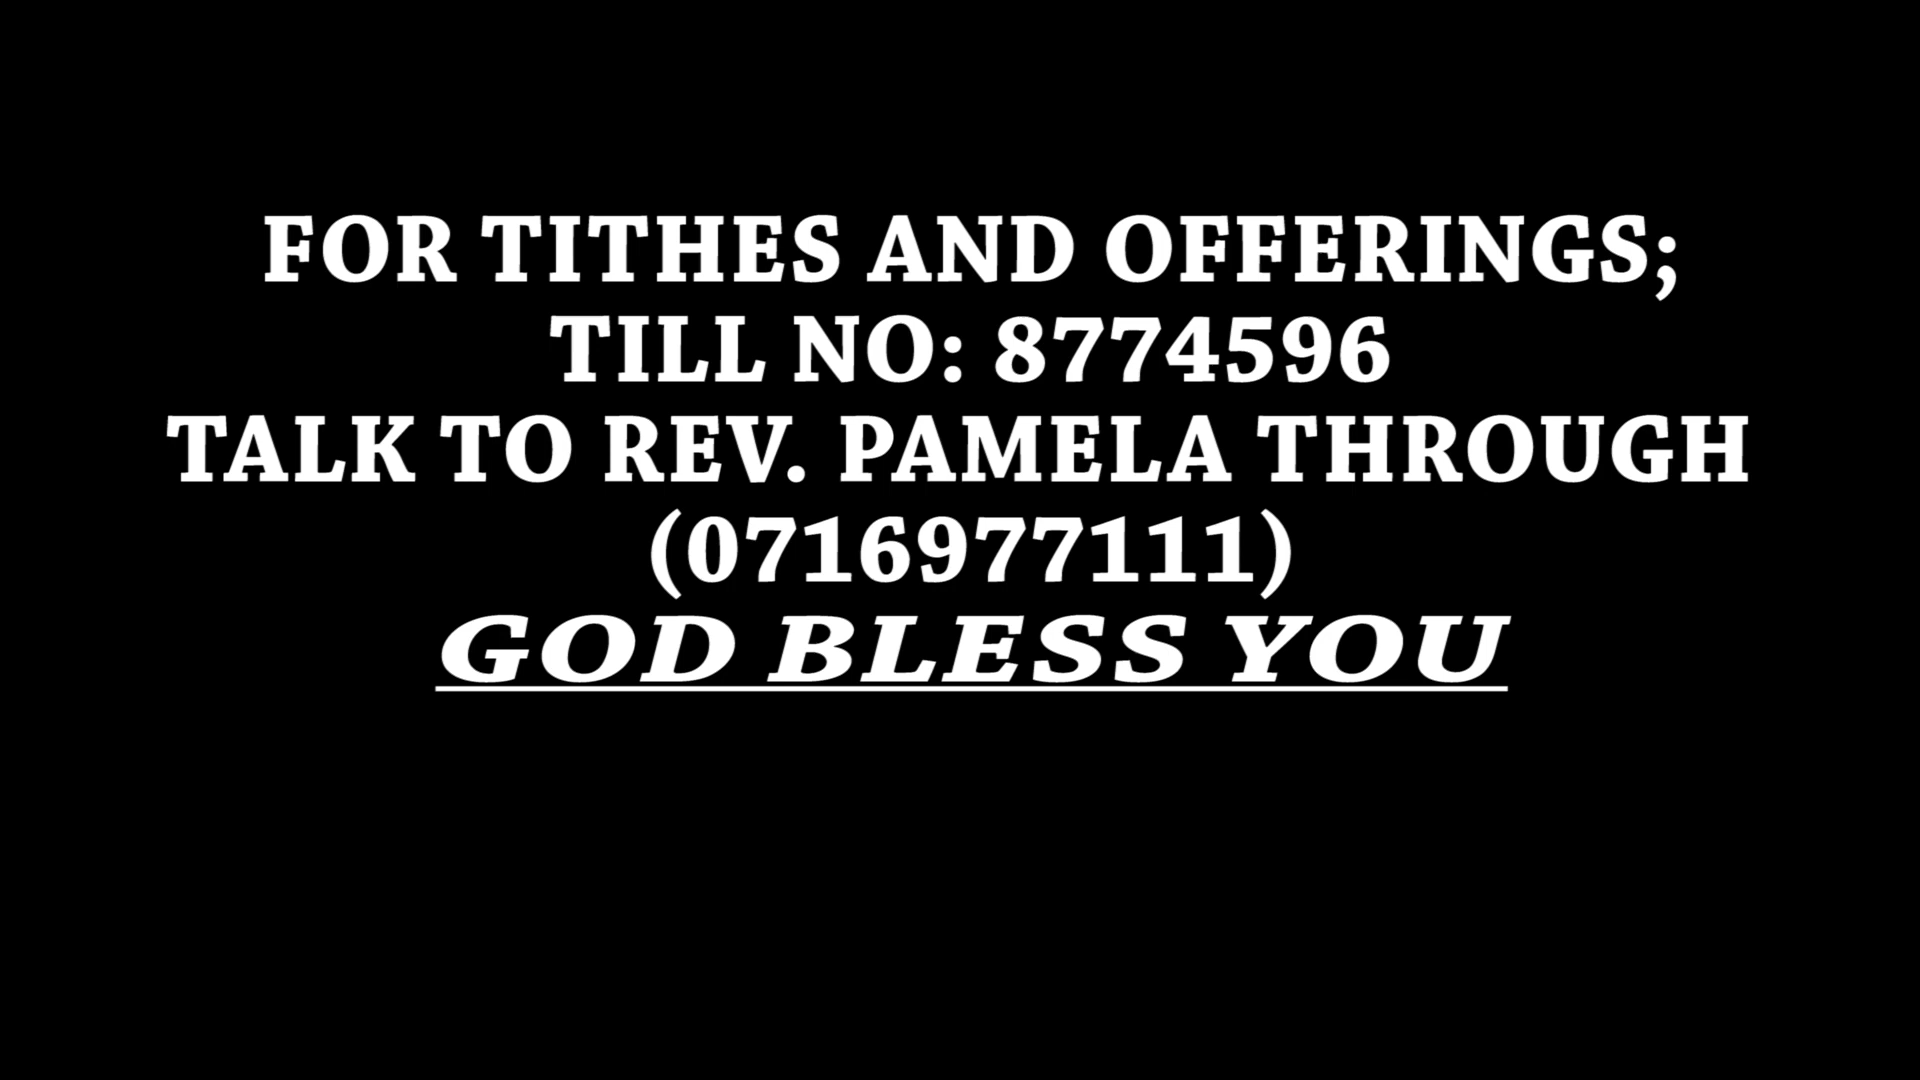 FOR TITHES AND OFFERINGS;
TILL NO: 8774596
TALK TO REV. PAMELA THROUGH
(0716977111)
GOD BLESS YOU